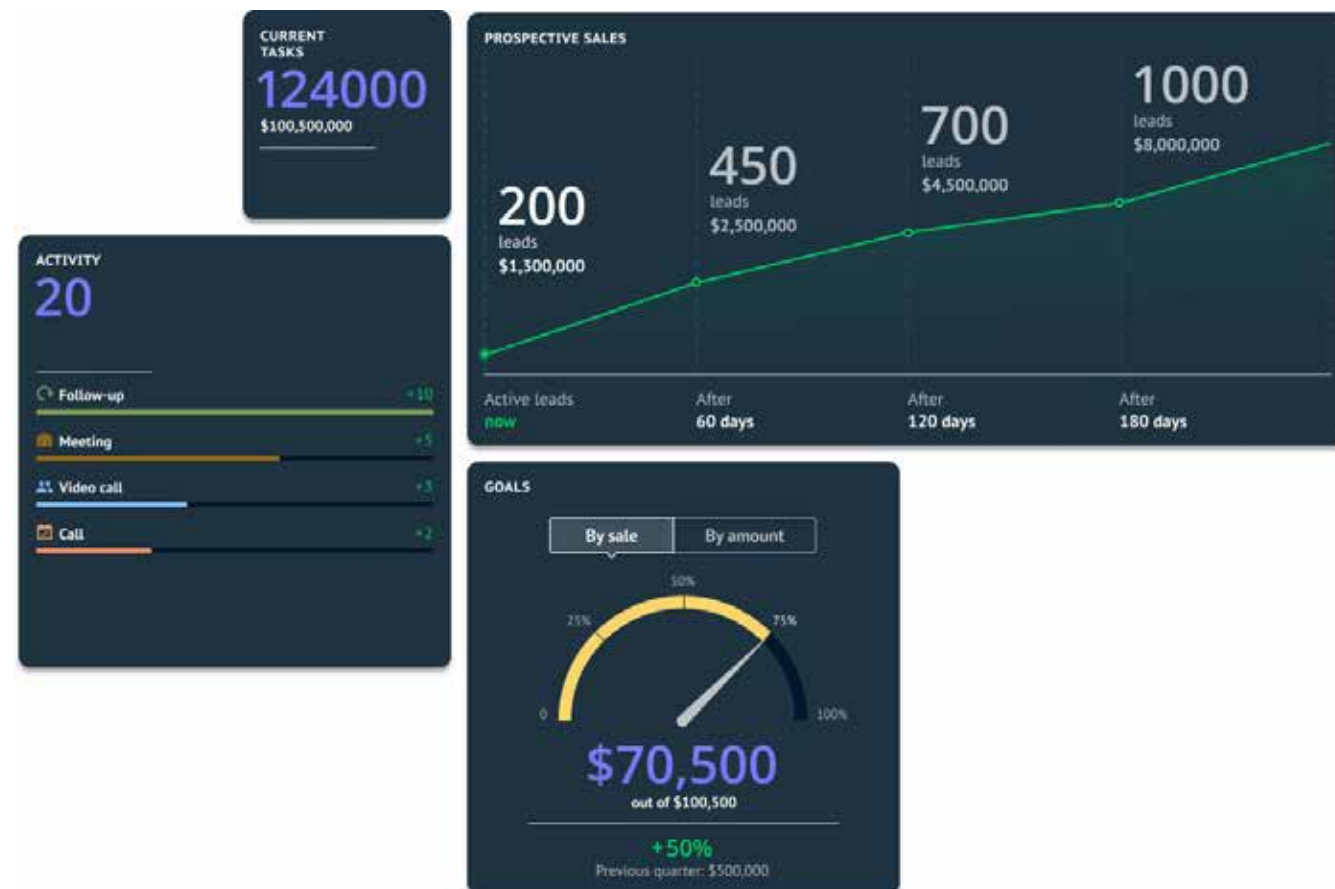 CURRENT
TASKS
124000
$100,500,000
PROSPECTIVE SALES
200
leads
$1,300,000
450
leads
$2,500,000
700
leads
$4,500,000
1000
leads
$8,000,000
Active leads
now
After
60 days
After
120 days
After
180 days
ACTIVITY
20
Follow-up +10
Meeting +5
Video call +3
Call +2
GOALS
By sale By amount
0
25%
50%
75%
100%
$70,500
out of $100,500
+50%
Previous quarter: $500,000